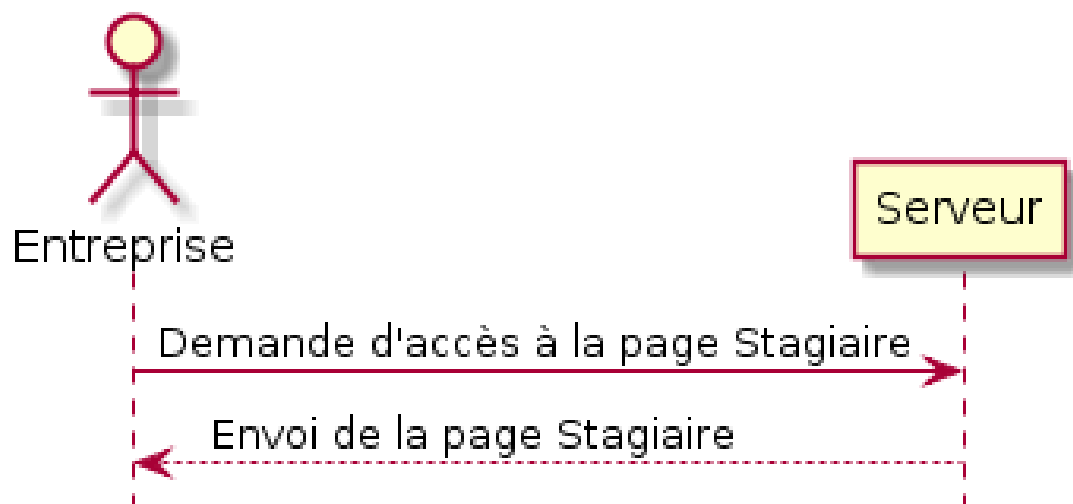 Entreprise
Serveur
Demande d'accès à la page Stagiaire
Envoi de la page Stagiaire